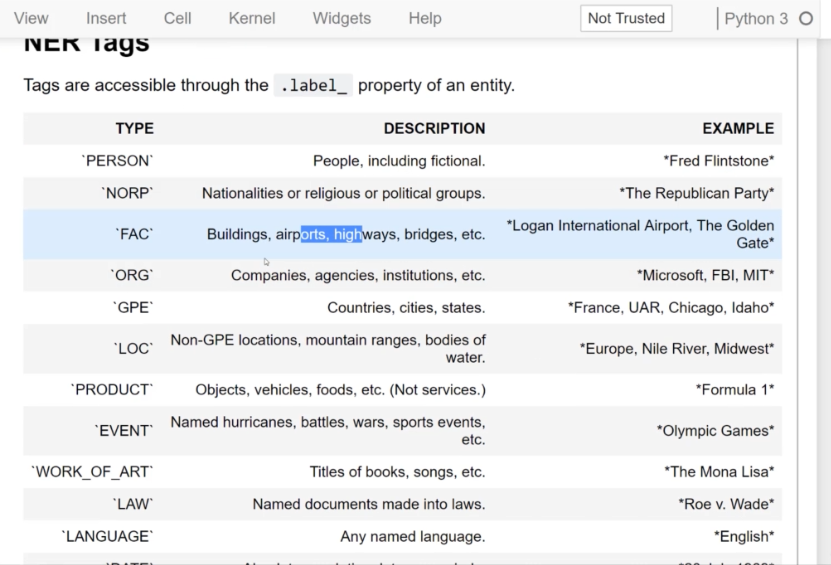 View Insert Cell Kernel Widgets Help Not Trusted Python 3
NER Tags
Tags are accessible through the .label_ property of an entity.
TYPE DESCRIPTION EXAMPLE
`PERSON` People, including fictional. *Fred Flintstone*
`NORP` Nationalities or religious or political groups. *The Republican Party*
`FAC` Buildings, airports, highways, bridges, etc. *Logan International Airport, The Golden
Gate*
`ORG` Companies, agencies, institutions, etc. *Microsoft, FBI, MIT*
`GPE` Countries, cities, states. *France, UAR, Chicago, Idaho*
`LOC` Non-GPE locations, mountain ranges, bodies of
water. *Europe, Nile River, Midwest*
`PRODUCT` Objects, vehicles, foods, etc. (Not services.) *Formula 1*
`EVENT` Named hurricanes, battles, wars, sports events,
etc. *Olympic Games*
`WORK_OF_ART` Titles of books, songs, etc. *The Mona Lisa*
`LAW` Named documents made into laws. *Roe v. Wade*
`LANGUAGE` Any named language. *English*